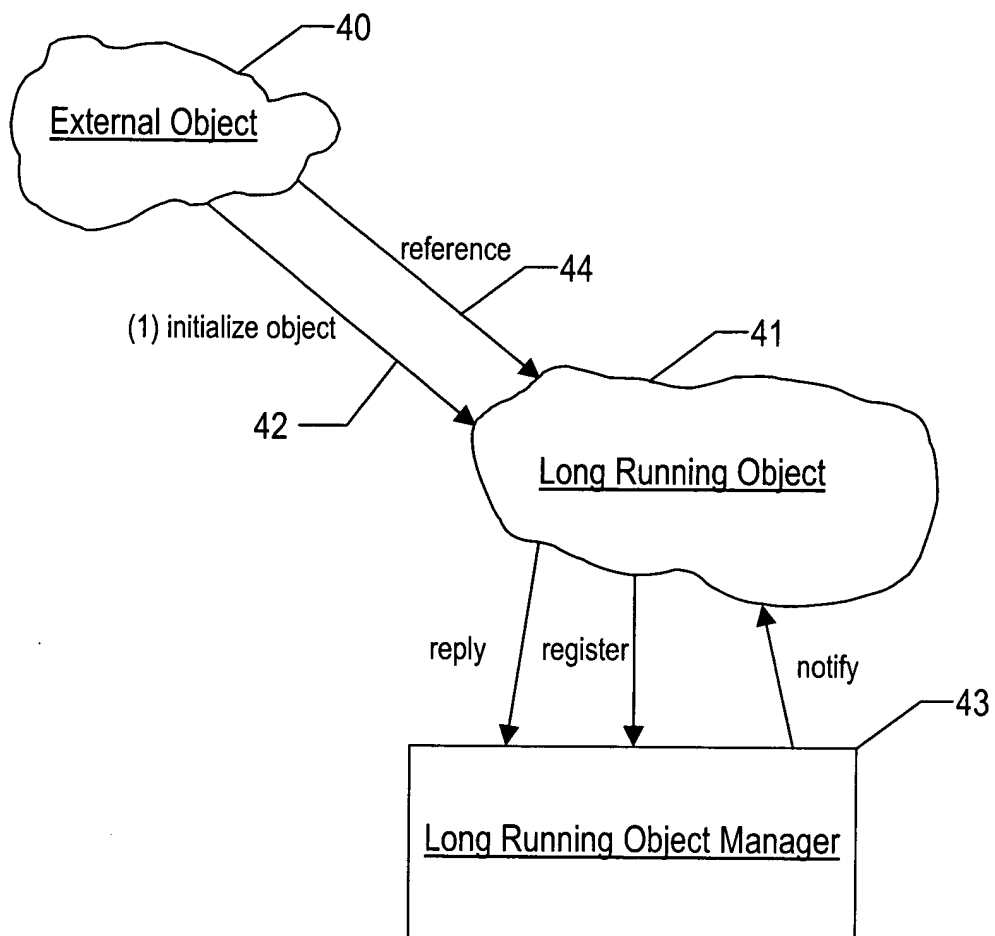 40
External Object
reference
44
(1) initialize object
41
42
Long Running Object
reply
register
notify
43
Long Running Object Manager